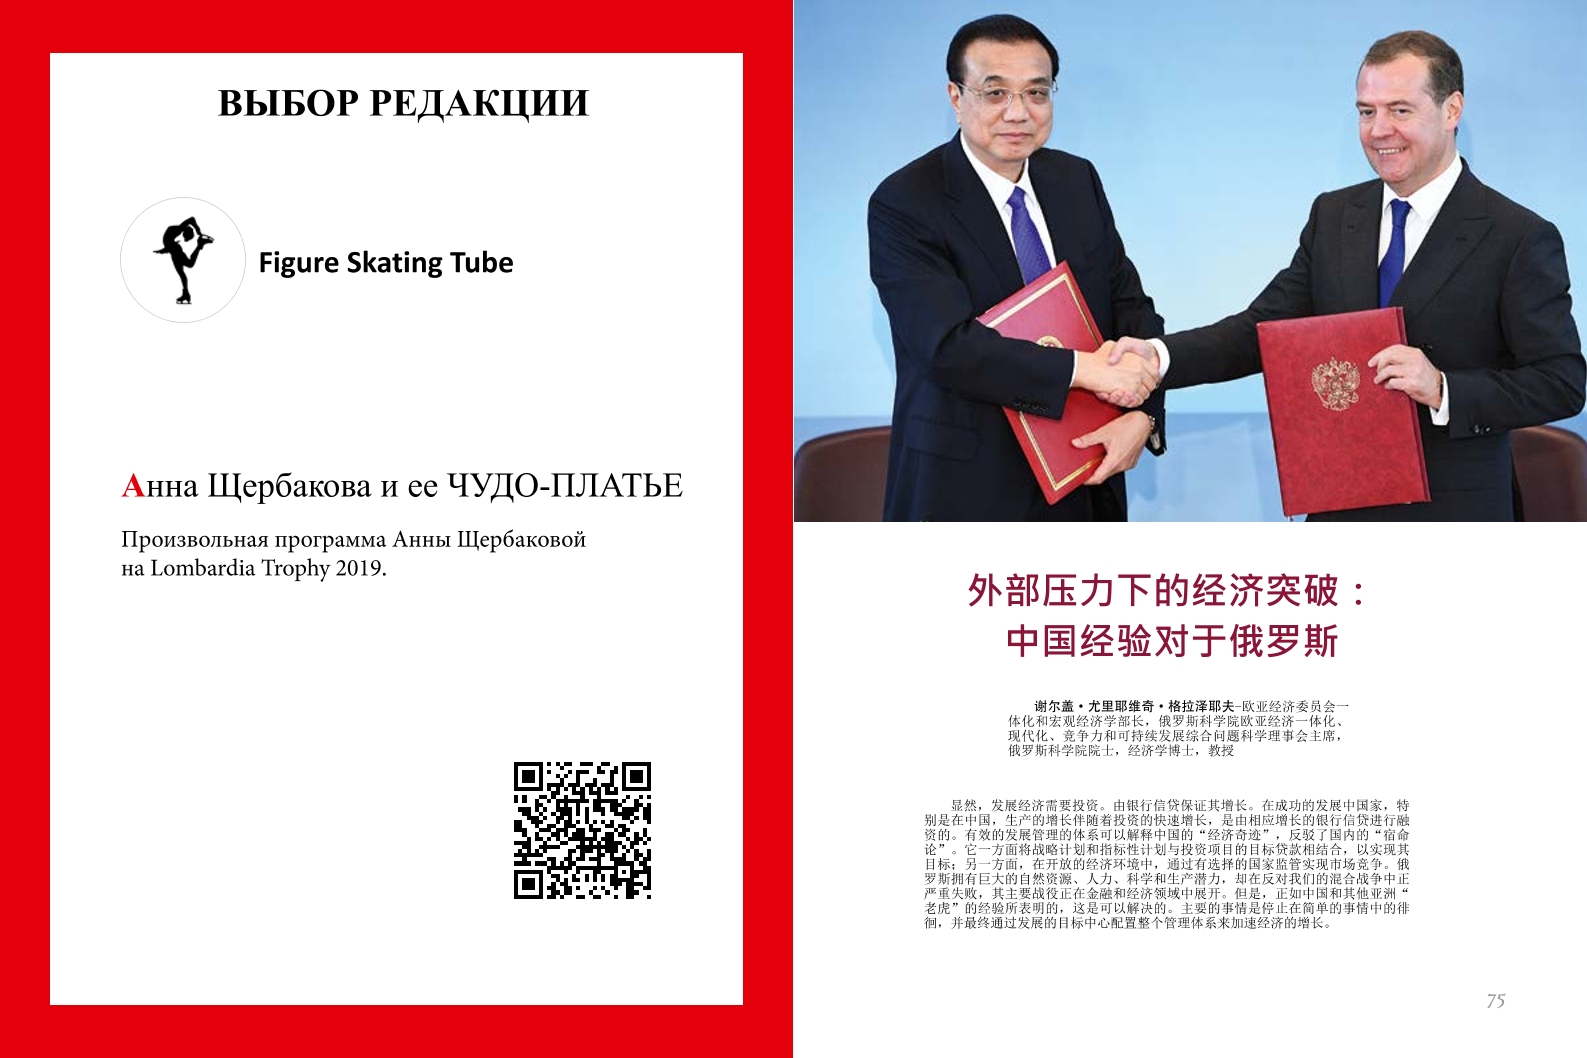 ВЫБОР РЕДАКЦИИ
Figure Skating Tube
Анна Щербакова и ее ЧУДО-ПЛАТЬЕ
Произвольная программа Анны Щербаковой
на Lombardia Trophy 2019.
外部压力下的经济突破：
中国经验对于俄罗斯
谢尔盖·尤里耶维奇·格拉泽耶夫–欧亚经济委员会一
体化和宏观经济学部长，俄罗斯科学院欧亚经济一体化、
现代化、竞争力和可持续发展综合问题科学理事会主席，
俄罗斯科学院院士，经济学博士，教授
显然，发展经济需要投资。由银行信贷保证其增长。在成功的发展中国家，特
别是在中国，生产的增长伴随着投资的快速增长，是由相应增长的银行信贷进行融
资的。有效的发展管理的体系可以解释中国的“经济奇迹”，反驳了国内的“宿命
论”。它一方面将战略计划和指标性计划与投资项目的目标贷款相结合，以实现其
目标；另一方面，在开放的经济环境中，通过有选择的国家监管实现市场竞争。俄
罗斯拥有巨大的自然资源、人力、科学和生产潜力，却在反对我们的混合战争中正
严重失败，其主要战役正在金融和经济领域中展开。但是，正如中国和其他亚洲“
老虎”的经验所表明的，这是可以解决的。主要的事情是停止在简单的事情中的徘
徊，并最终通过发展的目标中心配置整个管理体系来加速经济的增长。
75